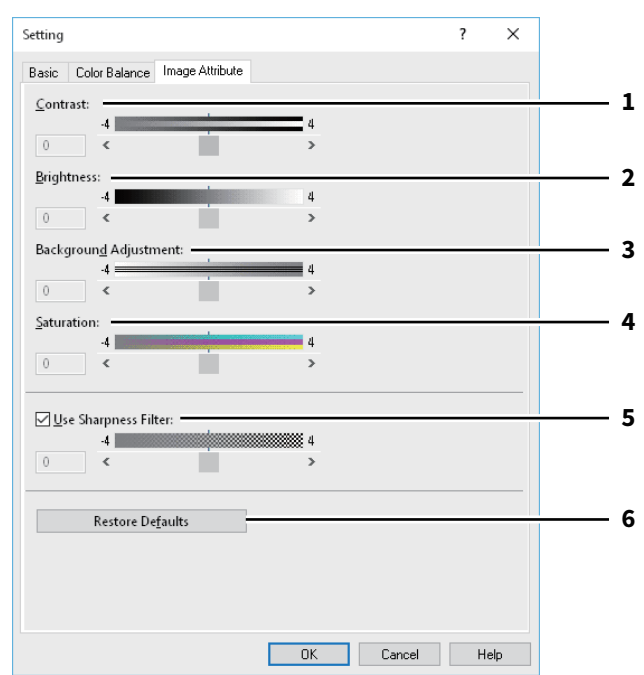 Setting ? X
Basic Color Balance Image Attribute
Contrast: 1
-4 4
0 < >
Brightness: 2
-4 4
0 < >
Background Adjustment: 3
-4 4
0 < >
Saturation: 4
-4 4
0 < >
Use Sharpness Filter: 5
-4 4
0 < >
Restore Defaults 6
OK Cancel Help